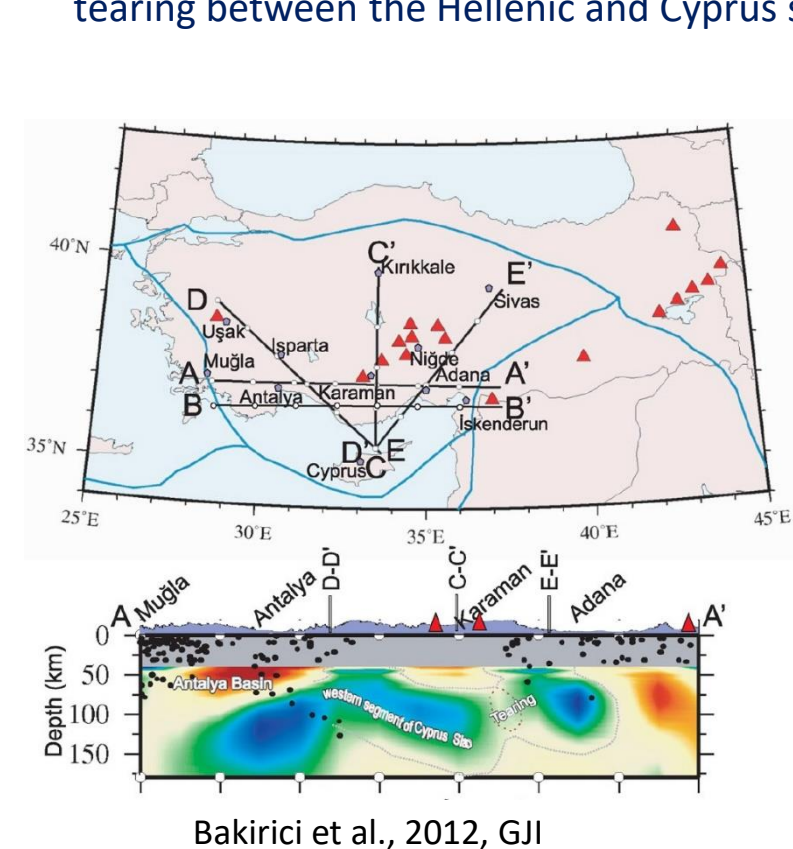 tearing between the Hellenic and Cyprus s
40°N
35°N
25°E
30°E
35°E
40°E
45°E
C'
Kırıkkale
E'
Sivas
D
Uşak
Isparta
Muğla
Niğde
Adana
A
A'
Antalya
Karaman
B
B'
İskenderun
D'
E
Cyprus
C
A
Muğla
Antalya
D-D'
C-C'
Karaman
E-E'
Adana
A'
Depth (km)
0
50
100
150
Antalya Basin
western segment of Cyprus Slab
Tearing
Bakirici et al., 2012, GJI